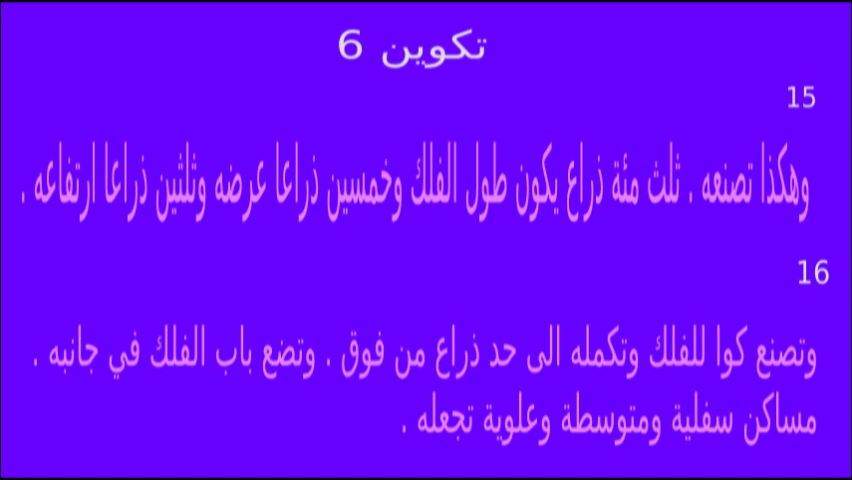 تكوين 6
15
وهكذا تصنعه . ثلث مئة ذراع يكون طول الفلك وخمسين ذراعا عرضه وثلثين ذراعا ارتفاعه .
16
وتصنع كوا للفلك وتكمله الى حد ذراع من فوق . وتضع باب الفلك في جانبه .
مساكن سفلية ومتوسطة وعلوية تجعله .